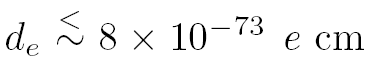 d_e ≲ 8 × 10^{−73} e cm